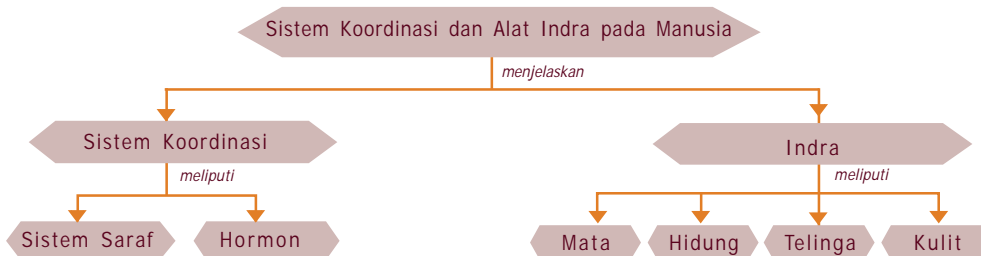 Sistem Koordinasi dan Alat Indra pada Manusia
menjelaskan
Sistem Koordinasi
Indra
meliputi
meliputi
Sistem Saraf
Hormon
Mata
Hidung
Telinga
Kulit